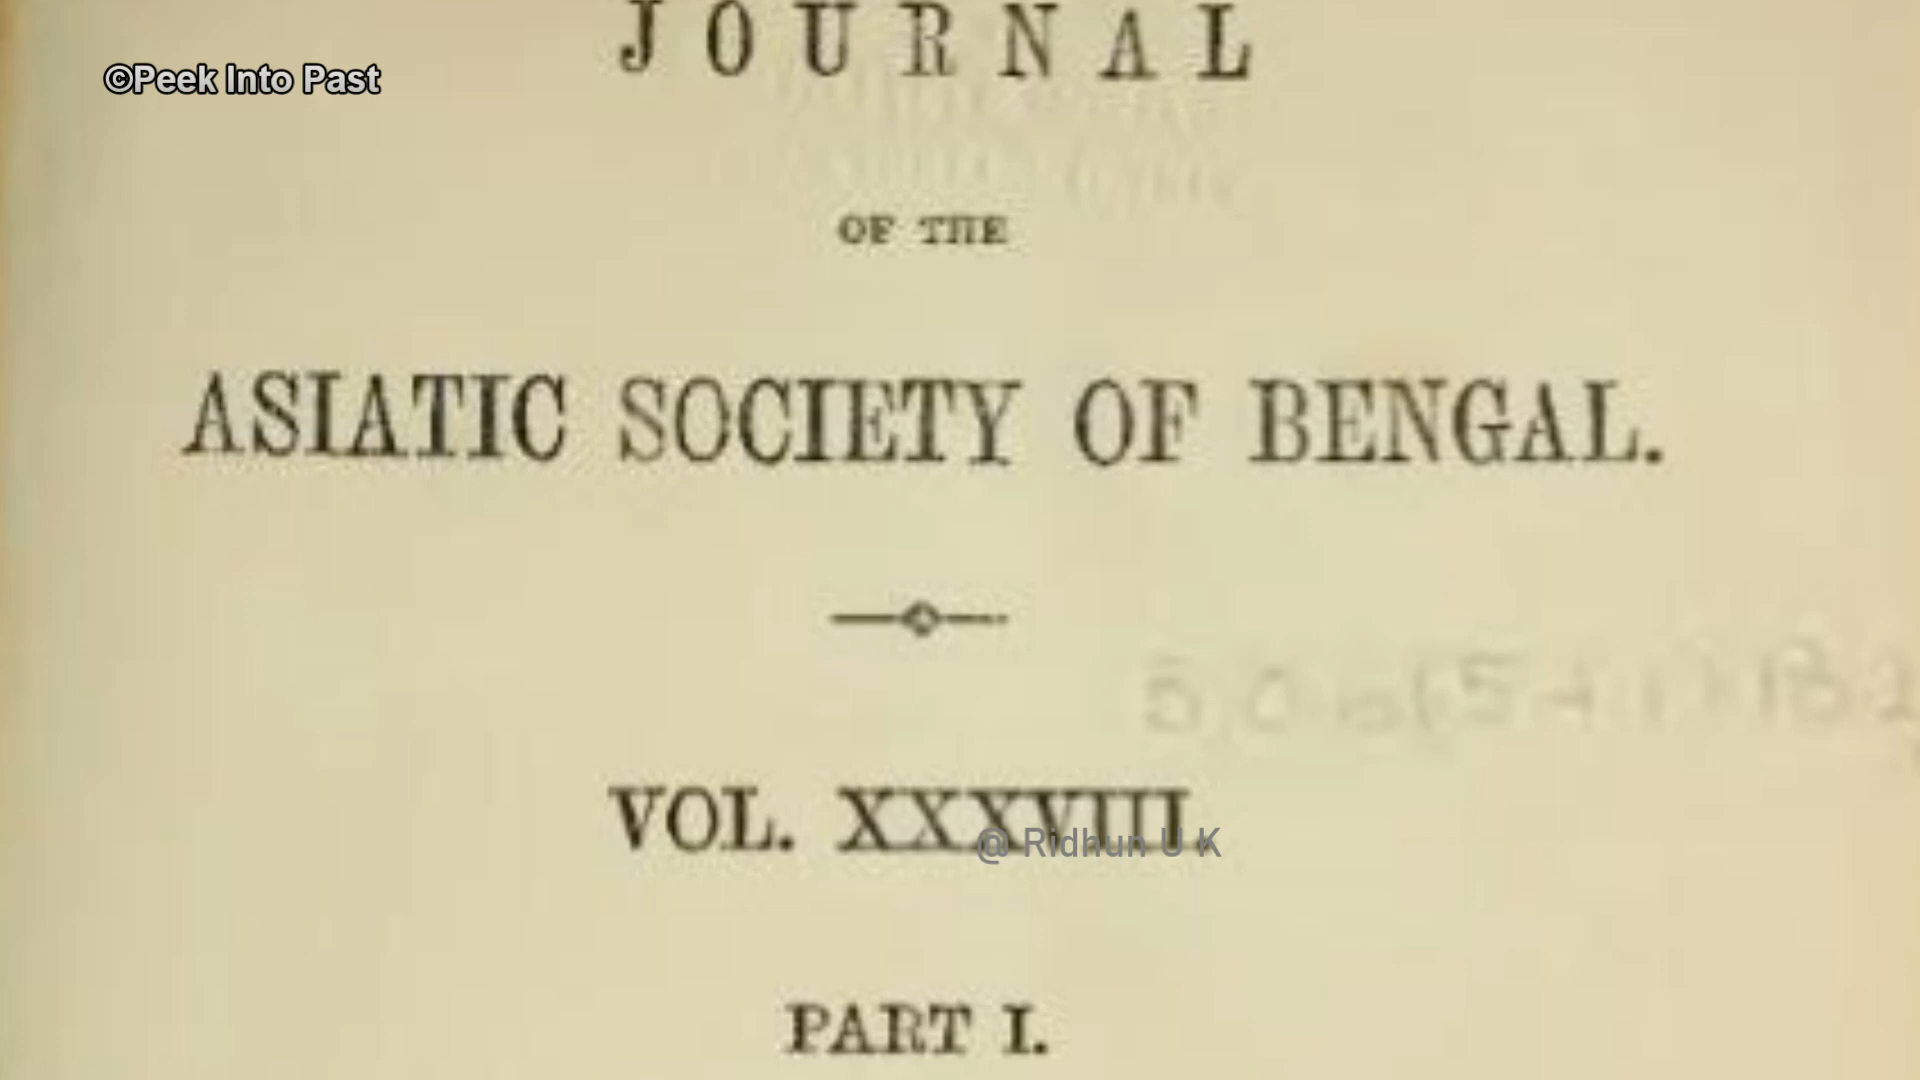 JOURNAL
©Peek Into Past
OF THE
ASIATIC SOCIETY OF BENGAL.
VOL. XXXVIII.
@ Ridhun U K
PART I.